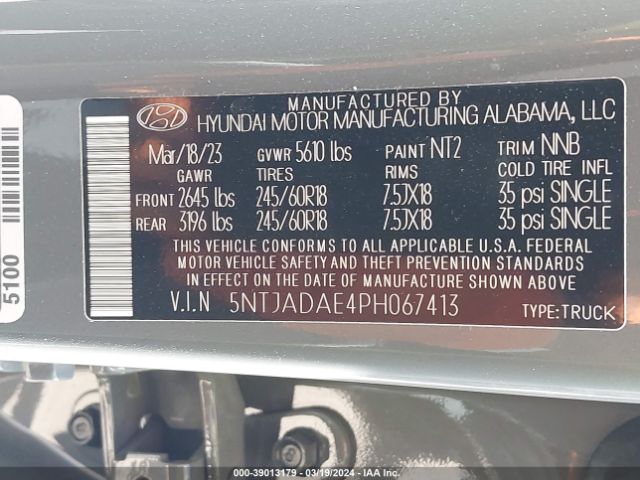 MANUFACTURED BY
HYUNDAI MOTOR MANUFACTURING ALABAMA, LLC
Mar/18/23 GVWR 5610 lbs PAINT NT2 TRIM NNB
GAWR TIRES RIMS COLD TIRE INFL
FRONT 2645 lbs 245/60R18 7.5JX18 35 psi SINGLE
REAR 3196 lbs 245/60R18 7.5JX18 35 psi SINGLE
THIS VEHICLE CONFORMS TO ALL APPLICABLE U.S.A. FEDERAL
MOTOR VEHICLE SAFETY AND THEFT PREVENTION STANDARDS
IN EFFECT ON THE DATE OF MANUFACTURE SHOWN ABOVE
V.I.N 5NTJADAE4PH067413 TYPE:TRUCK
5100
000-39013179 - 03/19/2024 - IAA Inc.